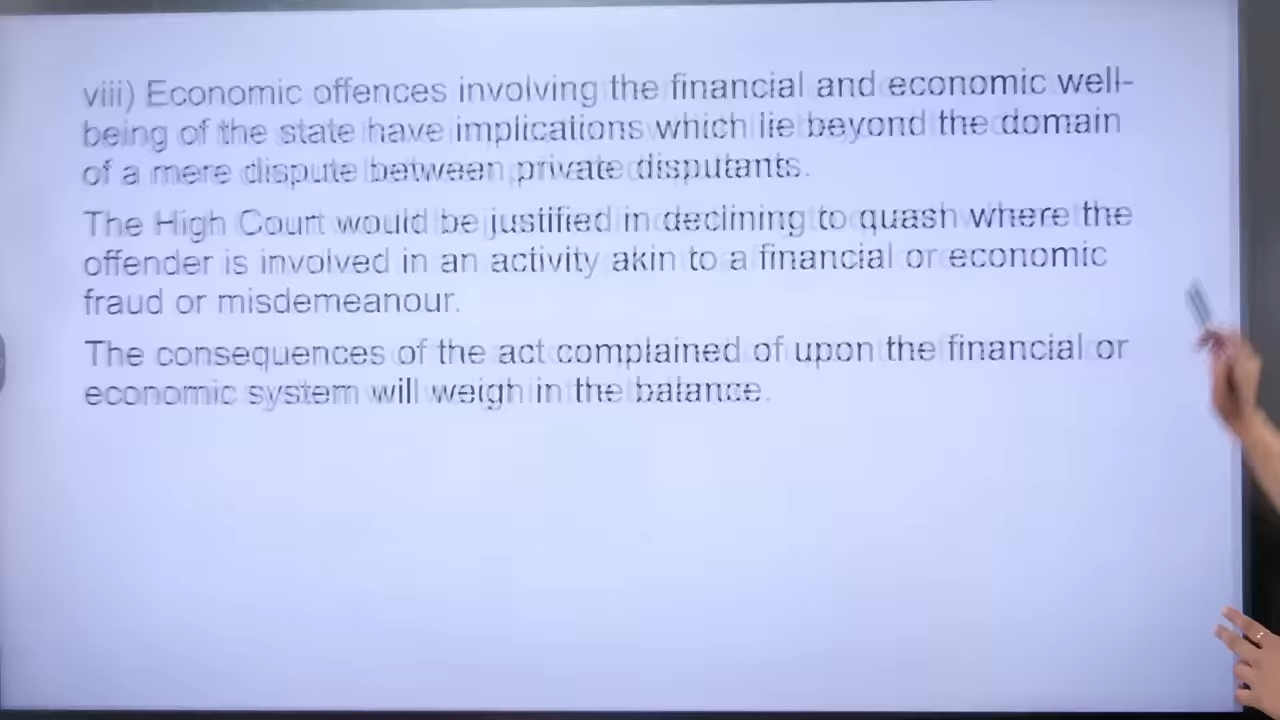 viii) Economic offences involving the financial and economic well-
being of the state have implications which lie beyond the domain
of a mere dispute between private disputants.
The High Court would be justified in declining to quash where the
offender is involved in an activity akin to a financial or economic
fraud or misdemeanour.
The consequences of the act complained of upon the financial or
economic system will weigh in the balance.